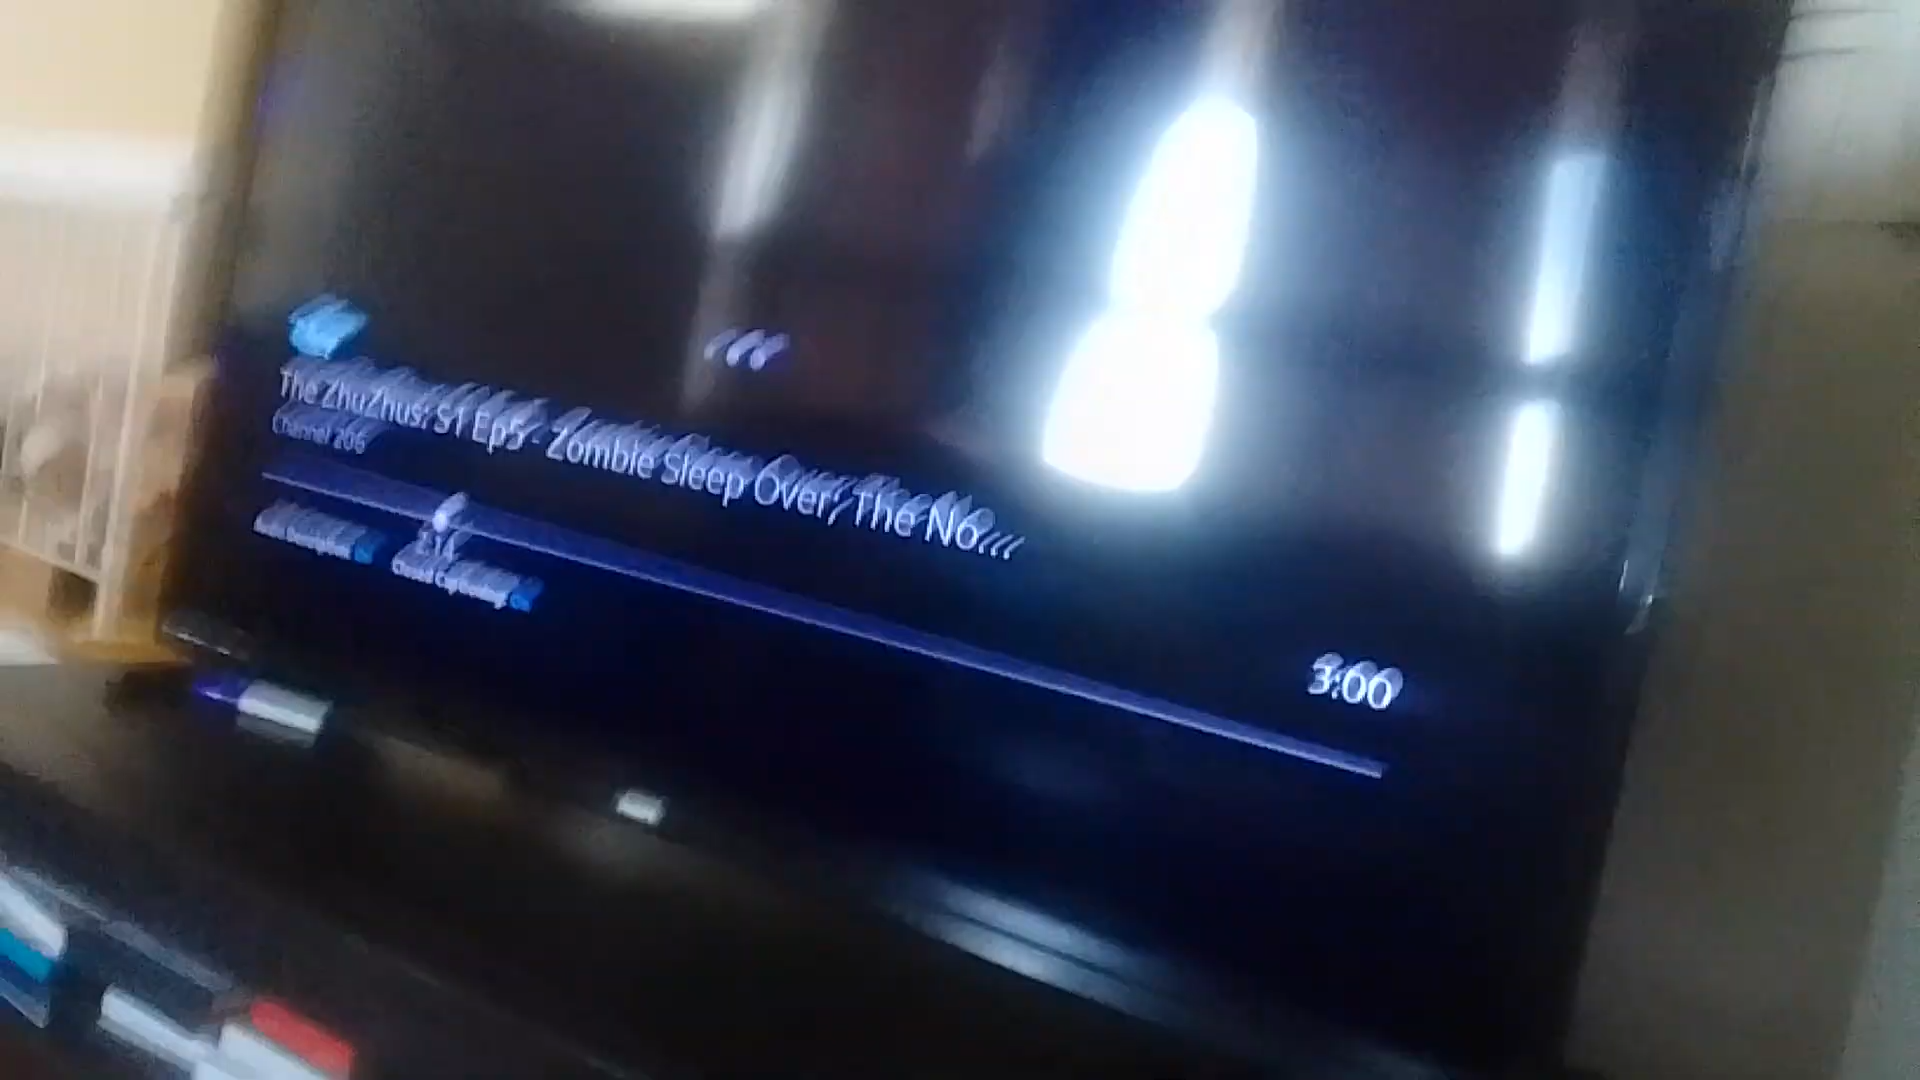 The ZhuZhus: S1 Ep5 - Zombie Sleep Over; The No...
Channel 206
3:00